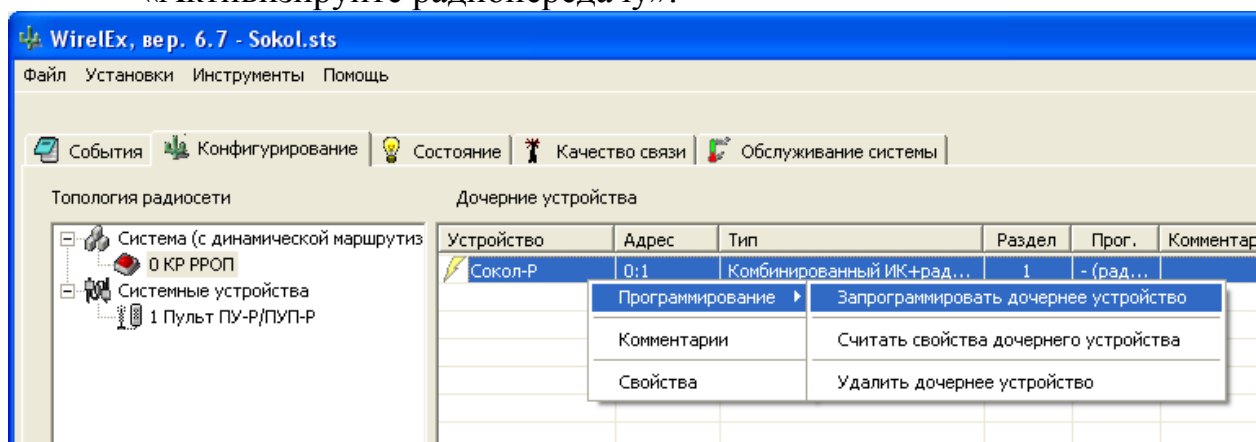 «Активизируйте радиопередачу».
WirelEx, вер. 6.7 - Sokol.sts
Файл Установки Инструменты Помощь
События Конфигурирование Состояние Качество связи Обслуживание системы
Топология радиосети Дочерние устройства
Система (с динамической маршрутиз
0 КР РРОП
Системные устройства
1 Пульт ПУ-Р/ПУП-Р
Устройство Адрес Тип Раздел Прог. Комментар
Сокол-Р 0:1 Комбинированный ИК+рад... 1 - (рад...
Программирование Запрограммировать дочернее устройство
Комментарии Считать свойства дочернего устройства
Свойства Удалить дочернее устройство